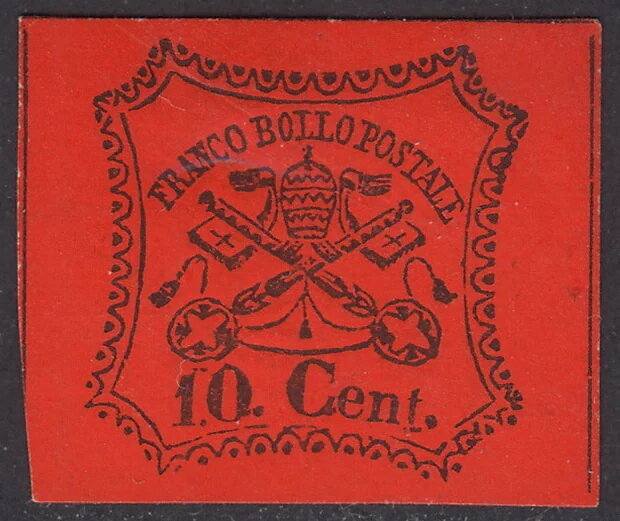 FRANCO BOLLO POSTALE
10. Cent.